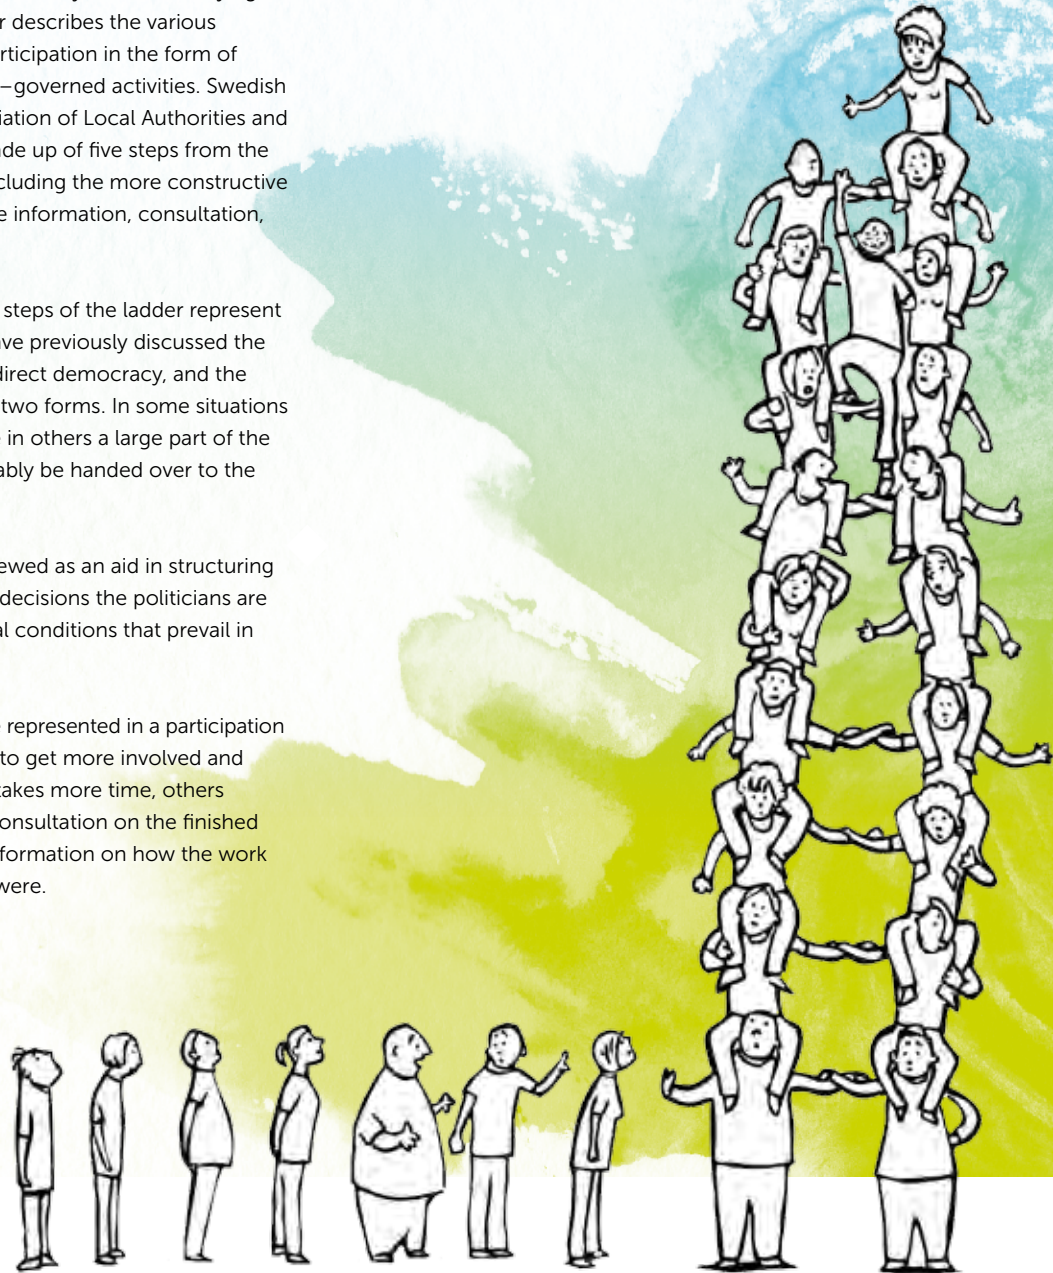 r describes the various
rticipation in the form of
–governed activities. Swedish
iation of Local Authorities and
de up of five steps from the
cluding the more constructive
e information, consultation,
steps of the ladder represent
ave previously discussed the
direct democracy, and the
two forms. In some situations
in others a large part of the
ably be handed over to the
ewed as an aid in structuring
decisions the politicians are
al conditions that prevail in
e represented in a participation
to get more involved and
takes more time, others
onsultation on the finished
formation on how the work
were.